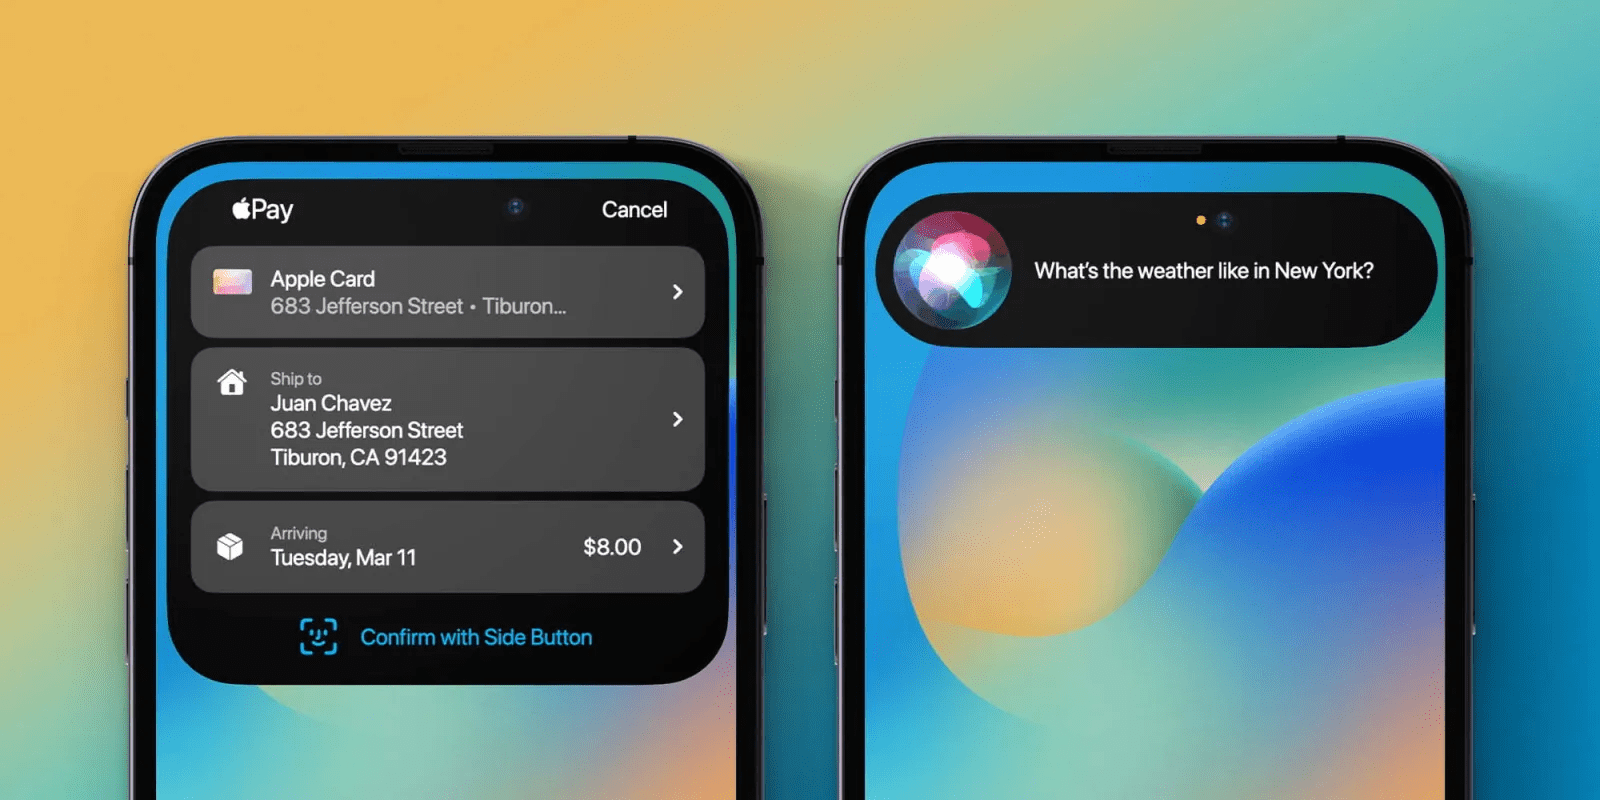 Pay
Cancel
Apple Card
683 Jefferson Street • Tiburon...
Ship to
Juan Chavez
683 Jefferson Street
Tiburon, CA 91423
Arriving
Tuesday, Mar 11
$8.00
Confirm with Side Button
What's the weather like in New York?